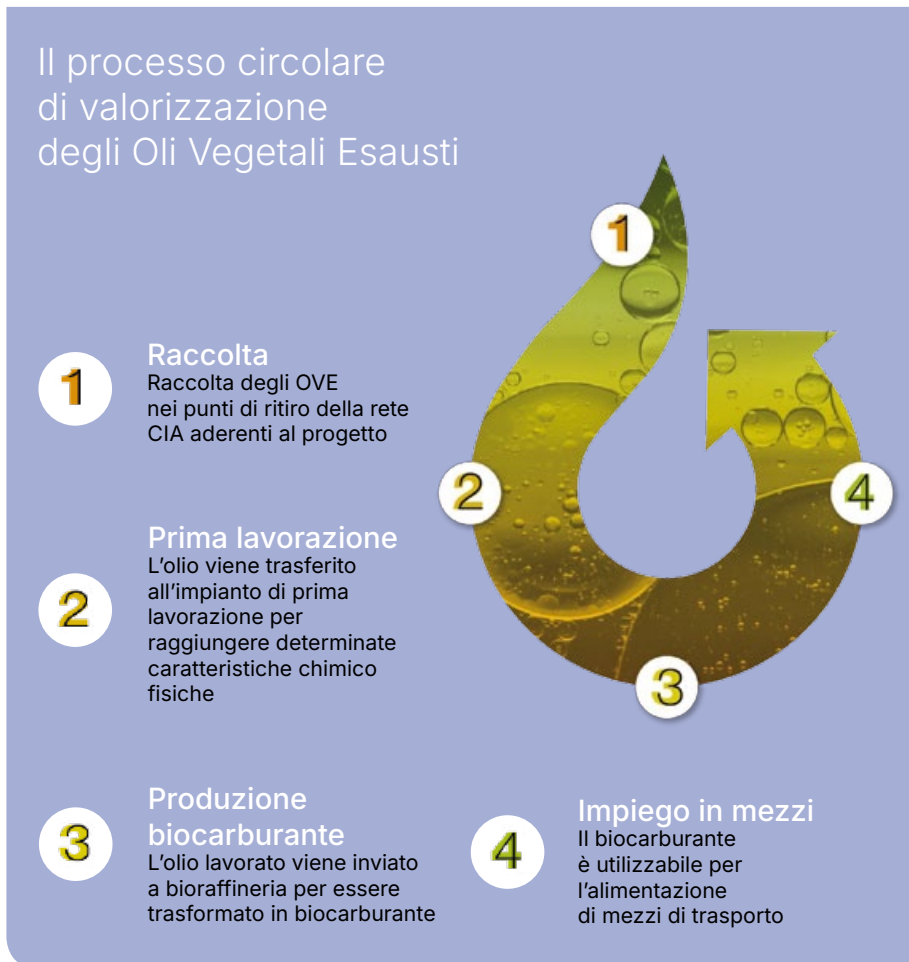 Il processo circolare
di valorizzazione
degli Oli Vegetali Esausti
1
2
3
4
1
Raccolta
Raccolta degli OVE
nei punti di ritiro della rete
CIA aderenti al progetto
2
Prima lavorazione
L'olio viene trasferito
all'impianto di prima
lavorazione per
raggiungere determinate
caratteristiche chimico
fisiche
3
Produzione
biocarburante
L'olio lavorato viene inviato
a bioraffineria per essere
trasformato in biocarburante
4
Impiego in mezzi
Il biocarburante
è utilizzabile per
l'alimentazione
di mezzi di trasporto